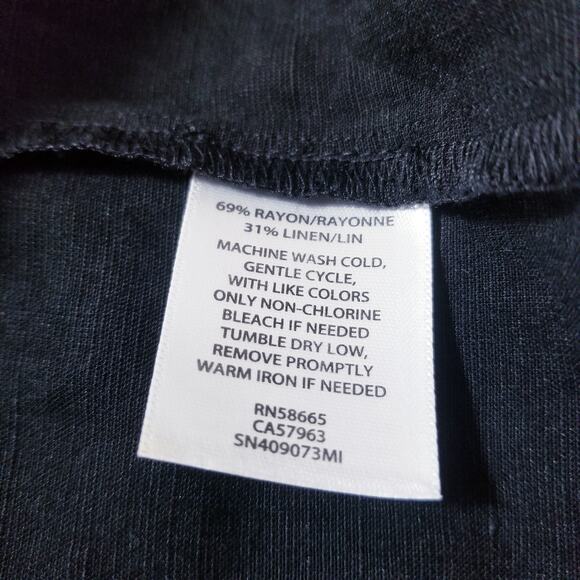 69% RAYON/RAYONNE
31% LINEN/LIN
MACHINE WASH COLD,
GENTLE CYCLE,
WITH LIKE COLORS
ONLY NON-CHLORINE
BLEACH IF NEEDED
TUMBLE DRY LOW,
REMOVE PROMPTLY
WARM IRON IF NEEDED
RN58665
CA57963
SN409073MI